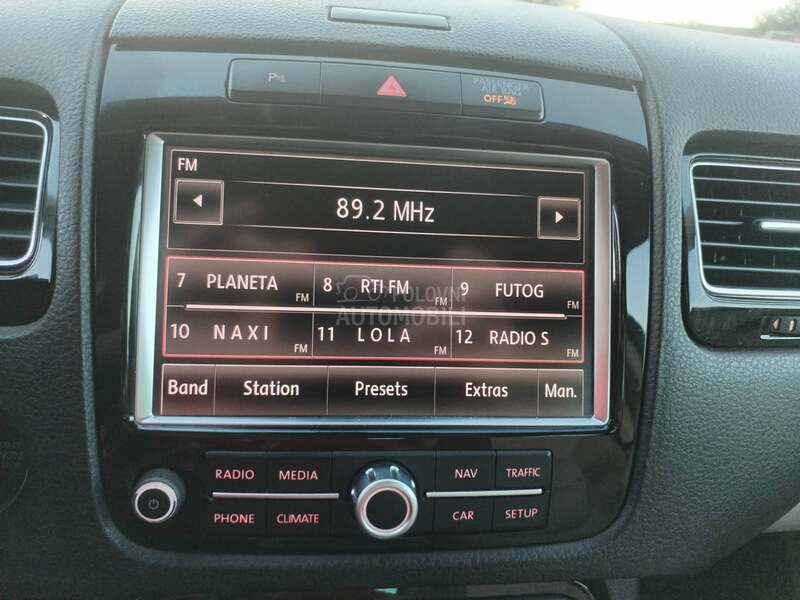 P
PASSENGER
AIR BAG
OFF
FM
89.2 MHz
7 PLANETA FM
8 RTI FM FM
9 FUTOG FM
POLOVNI
AUTOMOBILI
10 N A X I FM
11 L O L A FM
12 RADIO S FM
Band Station Presets Extras Man.
RADIO MEDIA NAV TRAFFIC
PHONE CLIMATE CAR SETUP